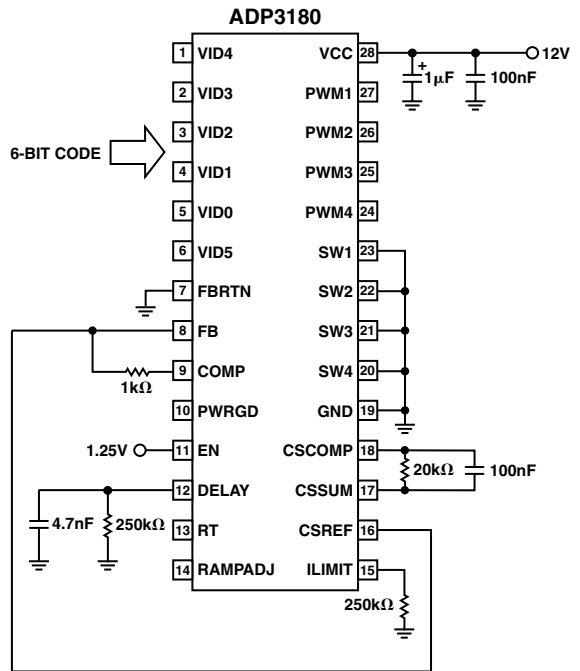 ADP3180
1 VID4
VCC 28
12V
+
1µF
100nF
2 VID3
PWM1 27
3 VID2
PWM2 26
6-BIT CODE
4 VID1
PWM3 25
5 VID0
PWM4 24
6 VID5
SW1 23
7 FBRTN
SW2 22
8 FB
SW3 21
9 COMP
SW4 20
1kΩ
10 PWRGD
GND 19
1.25V
11 EN
CSCOMP 18
20kΩ
100nF
12 DELAY
CSSUM 17
4.7nF
250kΩ
13 RT
CSREF 16
14 RAMPADJ
ILIMIT 15
250kΩ